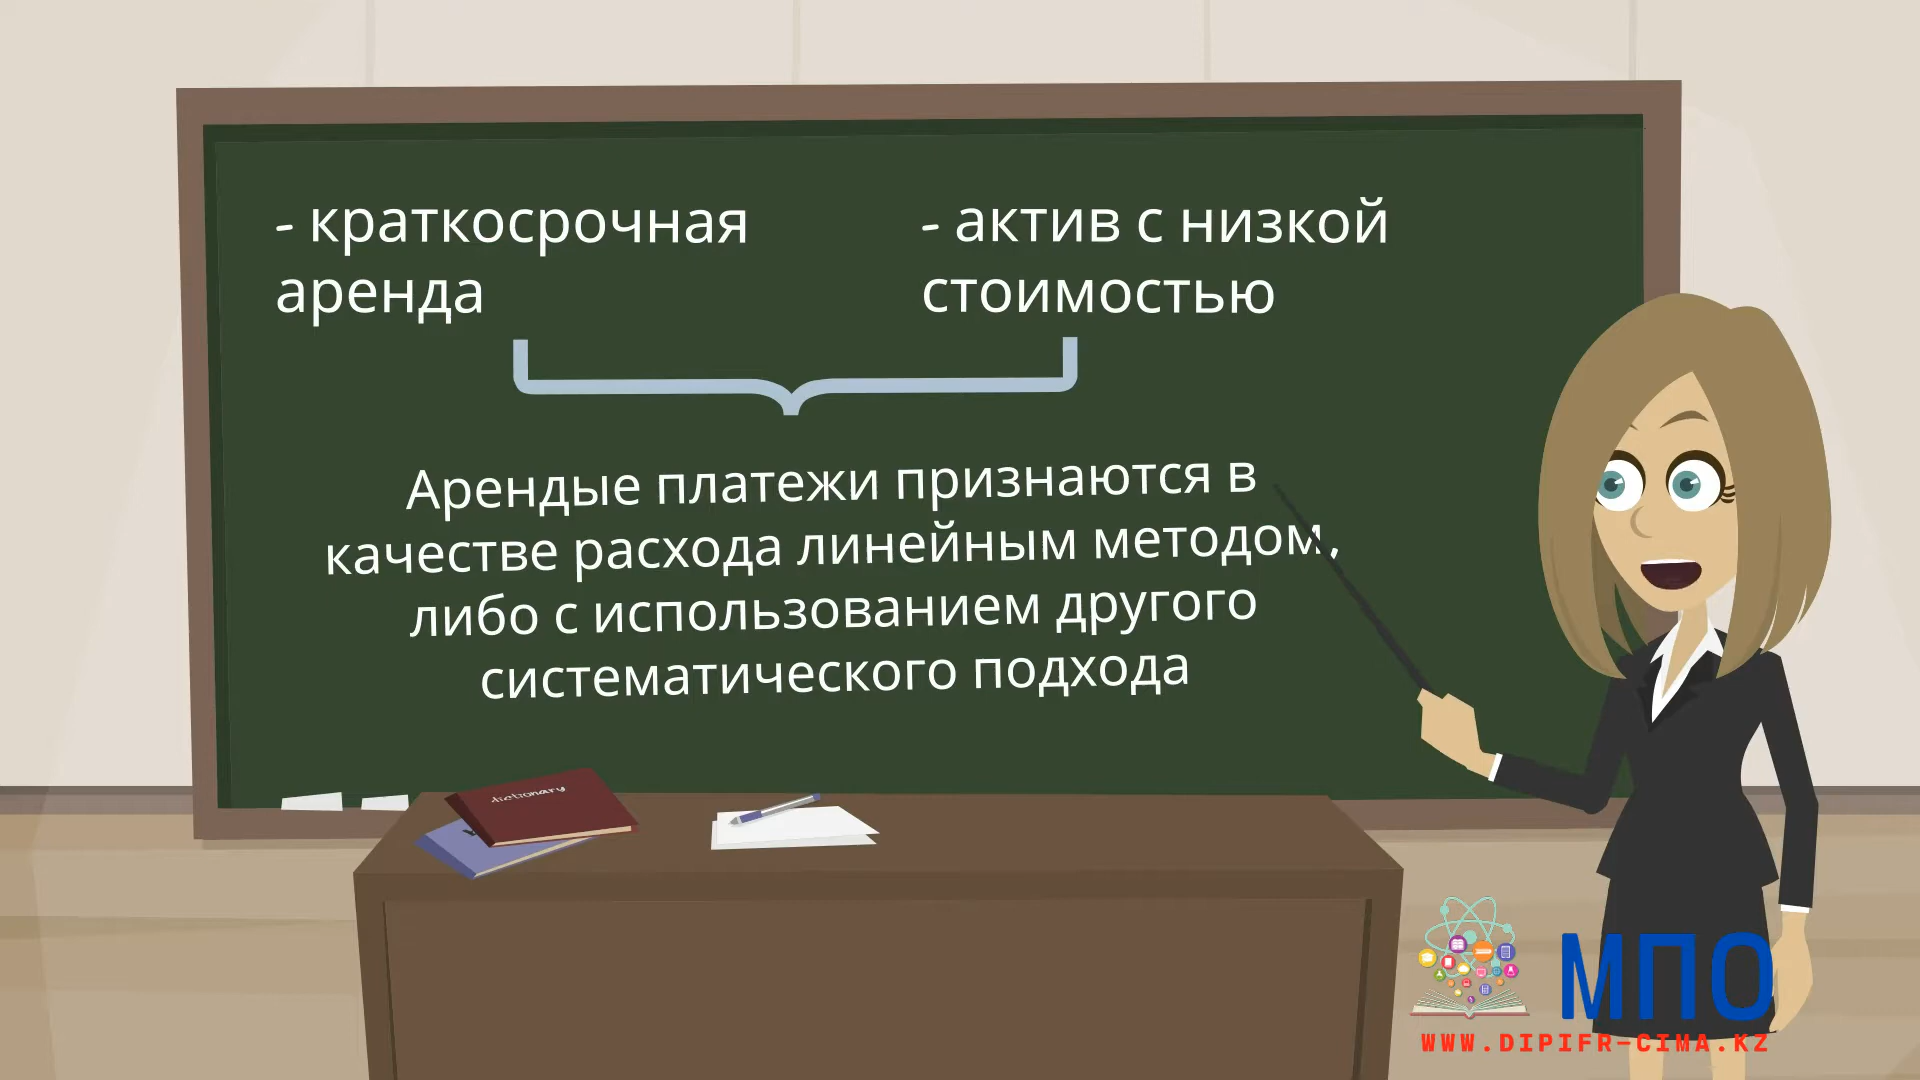 - краткосрочная
аренда
- актив с низкой
стоимостью
Арендые платежи признаются в
качестве расхода линейным методом,
либо с использованием другого
систематического подхода
dictionary
МПО
WWW.DIPIFR-CIMA.KZ